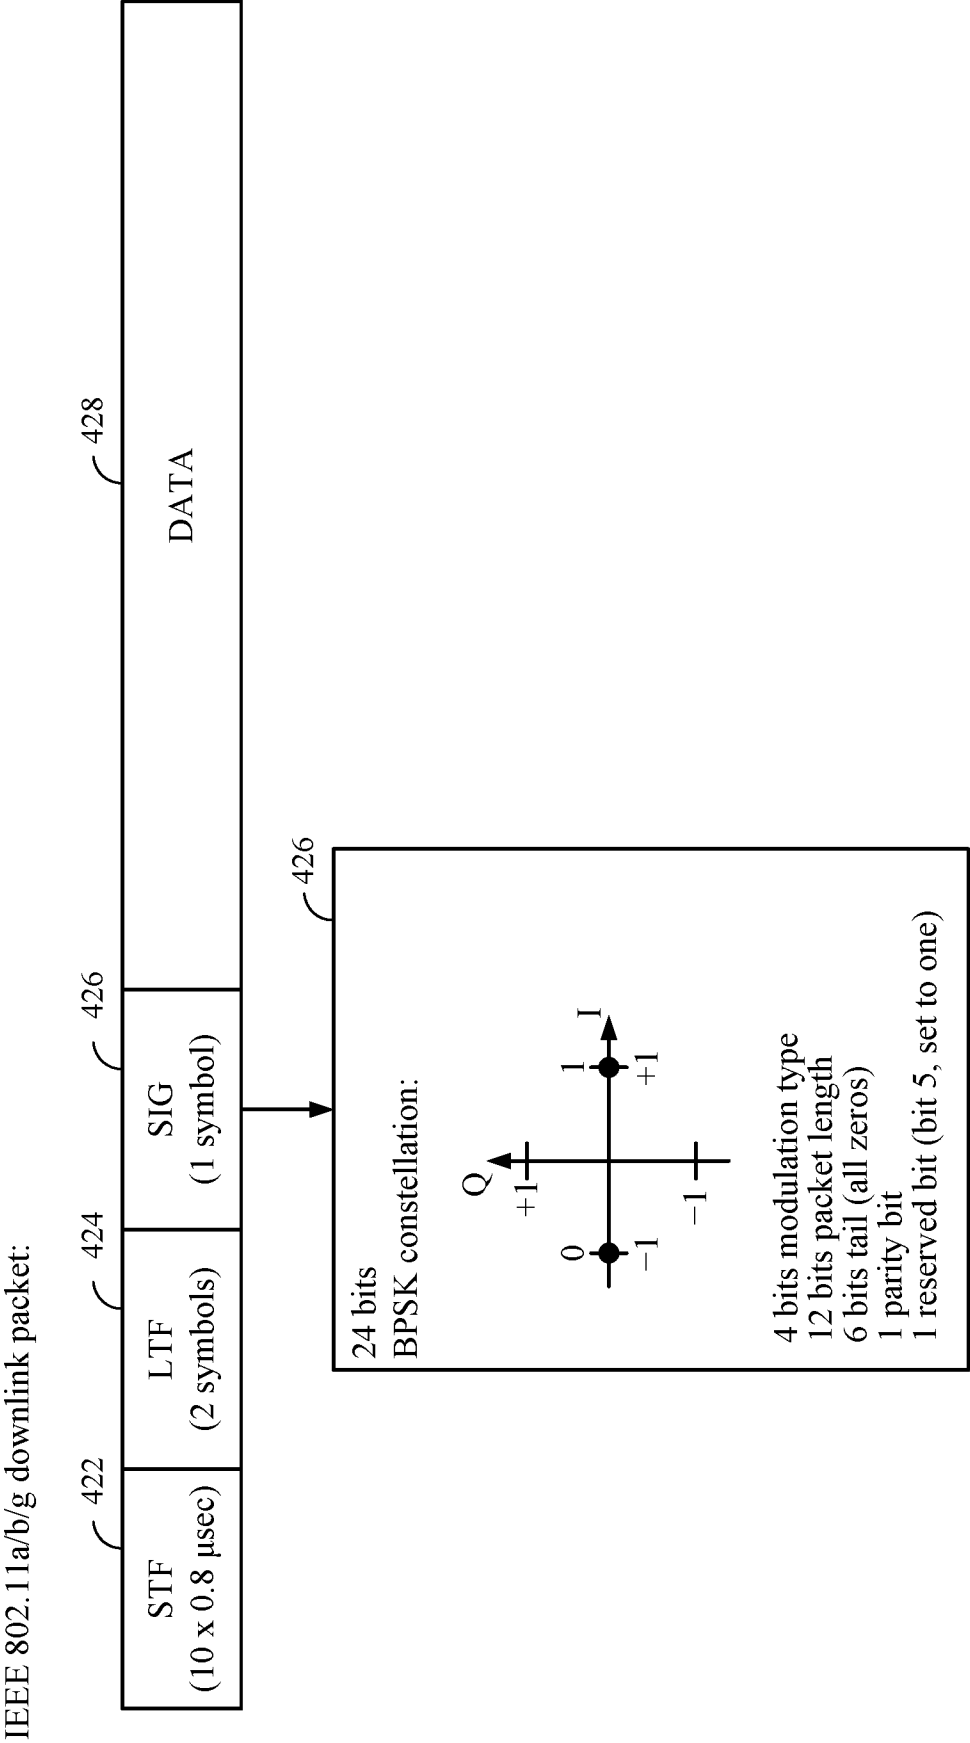 IEEE 802.11a/b/g downlink packet:
422
424
426
428
STF
(10 x 0.8 µsec)
LTF
(2 symbols)
SIG
(1 symbol)
DATA
426
24 bits
BPSK constellation:
Q
+1
0
1
I
−1
+1
−1
4 bits modulation type
12 bits packet length
6 bits tail (all zeros)
1 parity bit
1 reserved bit (bit 5, set to one)